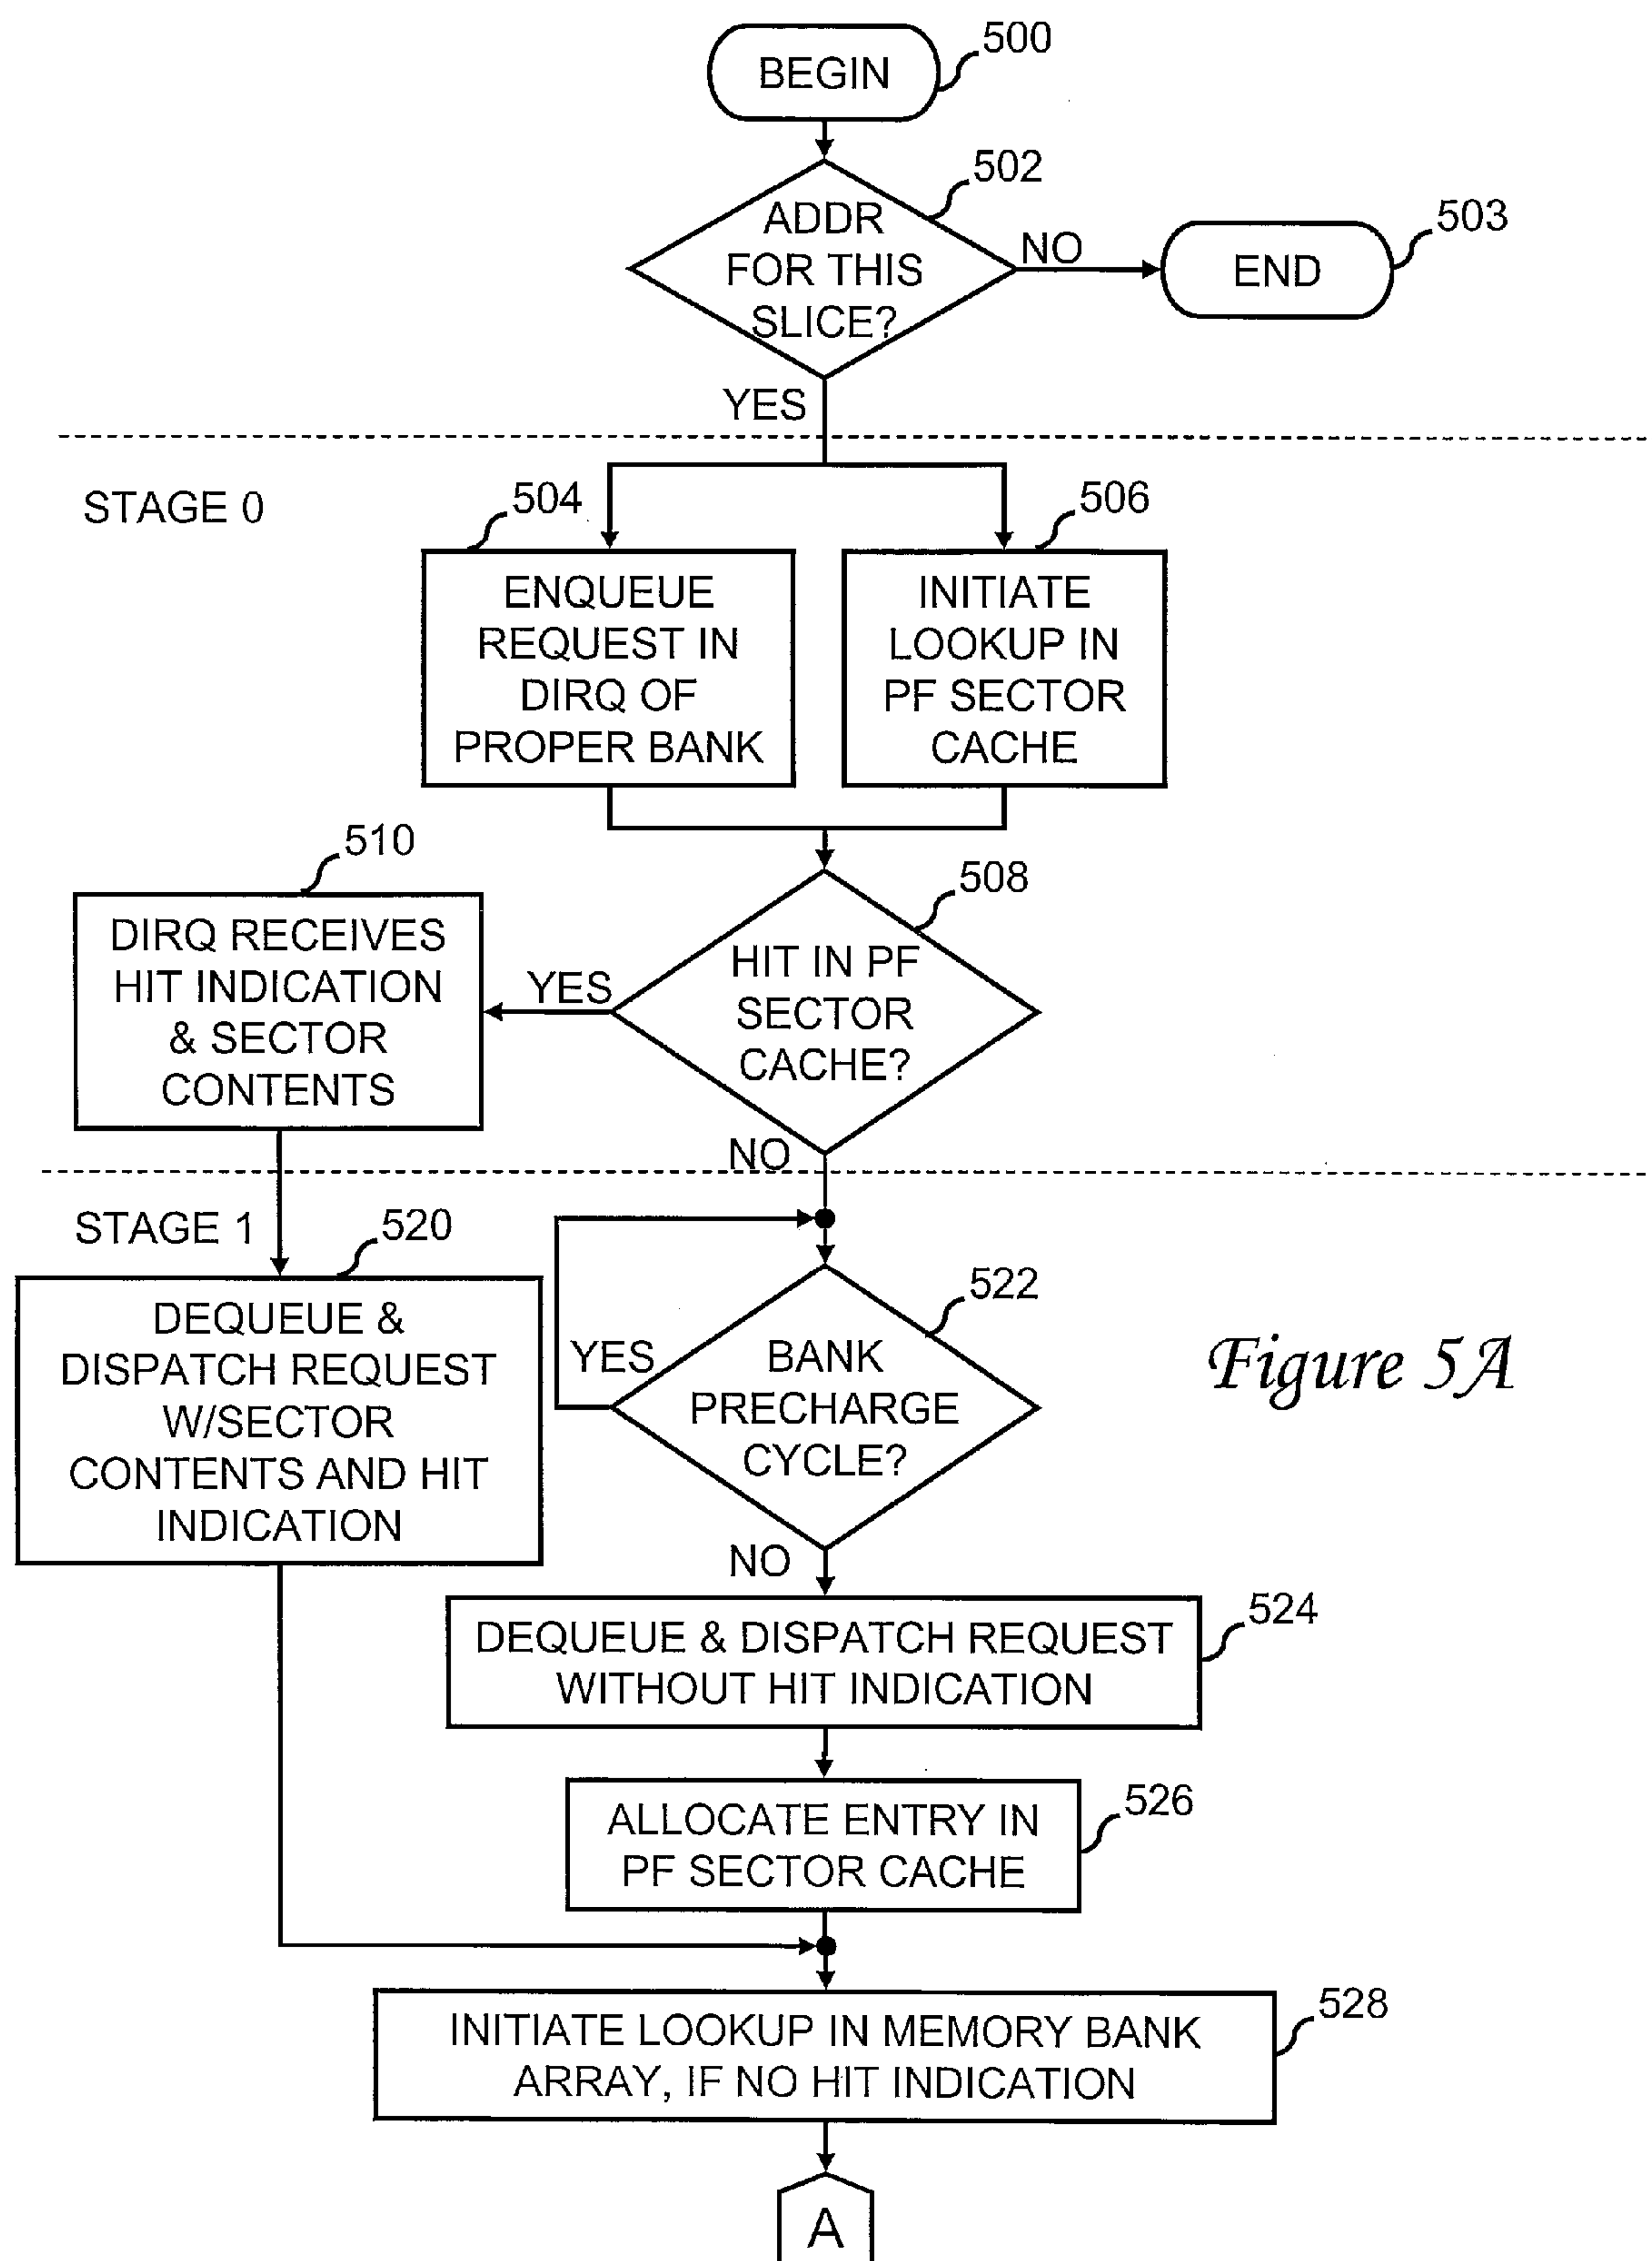 500
BEGIN
502
ADDR
FOR THIS
SLICE?
NO
503
END
YES
STAGE 0
504
ENQUEUE
REQUEST IN
DIRQ OF
PROPER BANK
506
INITIATE
LOOKUP IN
PF SECTOR
CACHE
510
DIRQ RECEIVES
HIT INDICATION
& SECTOR
CONTENTS
508
HIT IN PF
SECTOR
CACHE?
YES
NO
STAGE 1
520
DEQUEUE &
DISPATCH REQUEST
W/SECTOR
CONTENTS AND HIT
INDICATION
522
BANK
PRECHARGE
CYCLE?
YES
NO
Figure 5A
524
DEQUEUE & DISPATCH REQUEST
WITHOUT HIT INDICATION
526
ALLOCATE ENTRY IN
PF SECTOR CACHE
528
INITIATE LOOKUP IN MEMORY BANK
ARRAY, IF NO HIT INDICATION
A